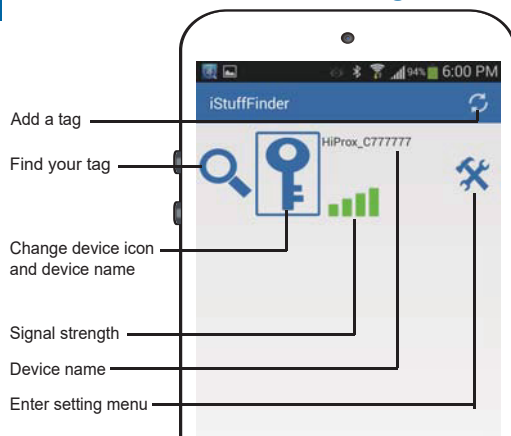 94% 6:00 PM
iStuffFinder
Add a tag
HiProx_C777777
Find your tag
Change device icon
and device name
Signal strength
Device name
Enter setting menu